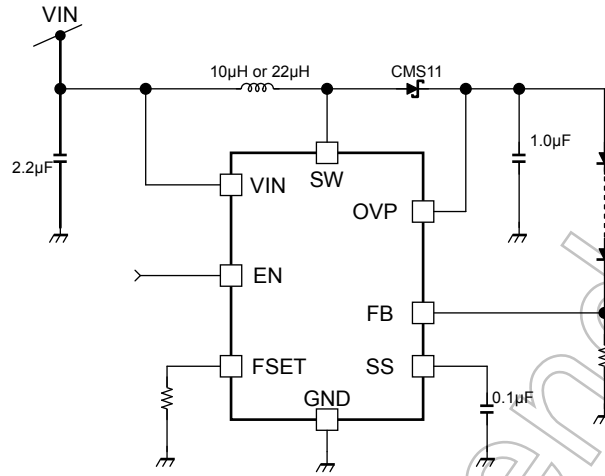 VIN
10µH or 22µH
CMS11
2.2µF
1.0µF
VIN
SW
OVP
EN
FB
FSET
SS
GND
0.1µF